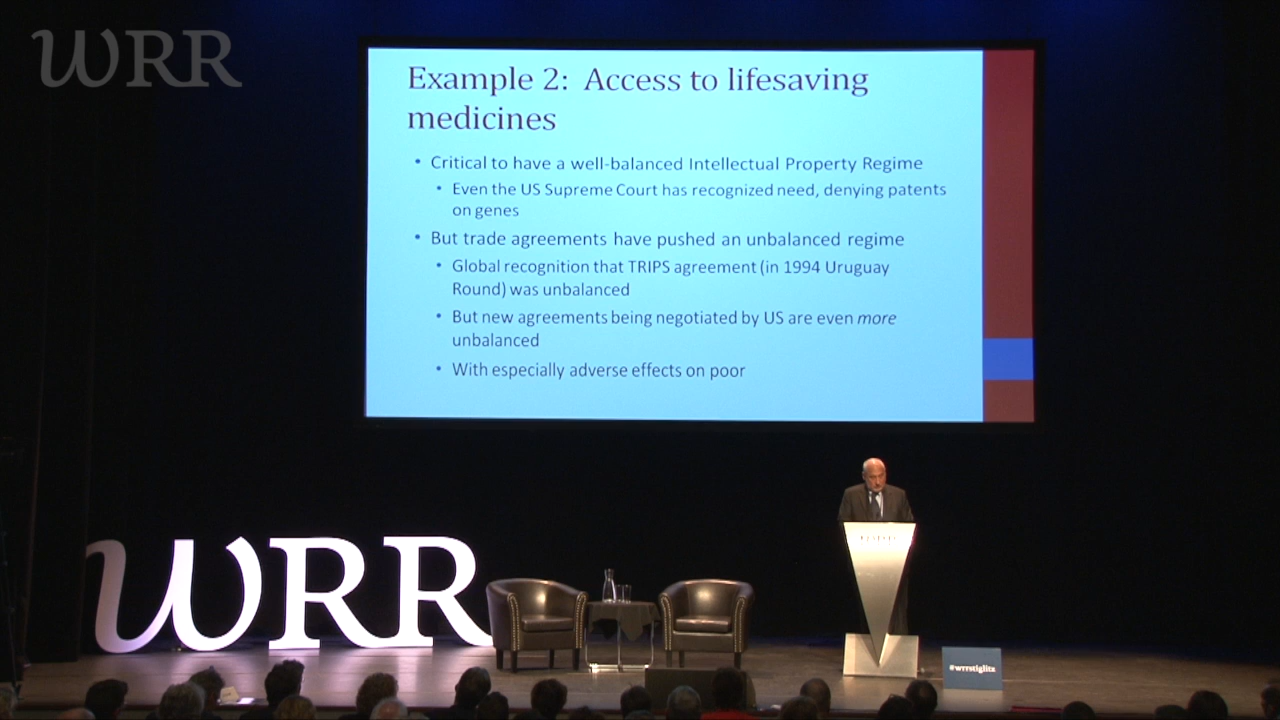 WRR
Example 2: Access to lifesaving
medicines
• Critical to have a well-balanced Intellectual Property Regime
• Even the US Supreme Court has recognized need, denying patents
on genes
• But trade agreements have pushed an unbalanced regime
• Global recognition that TRIPS agreement (in 1994 Uruguay
Round) was unbalanced
• But new agreements being negotiated by US are even more
unbalanced
• With especially adverse effects on poor
WRR
@wrrstiglitz